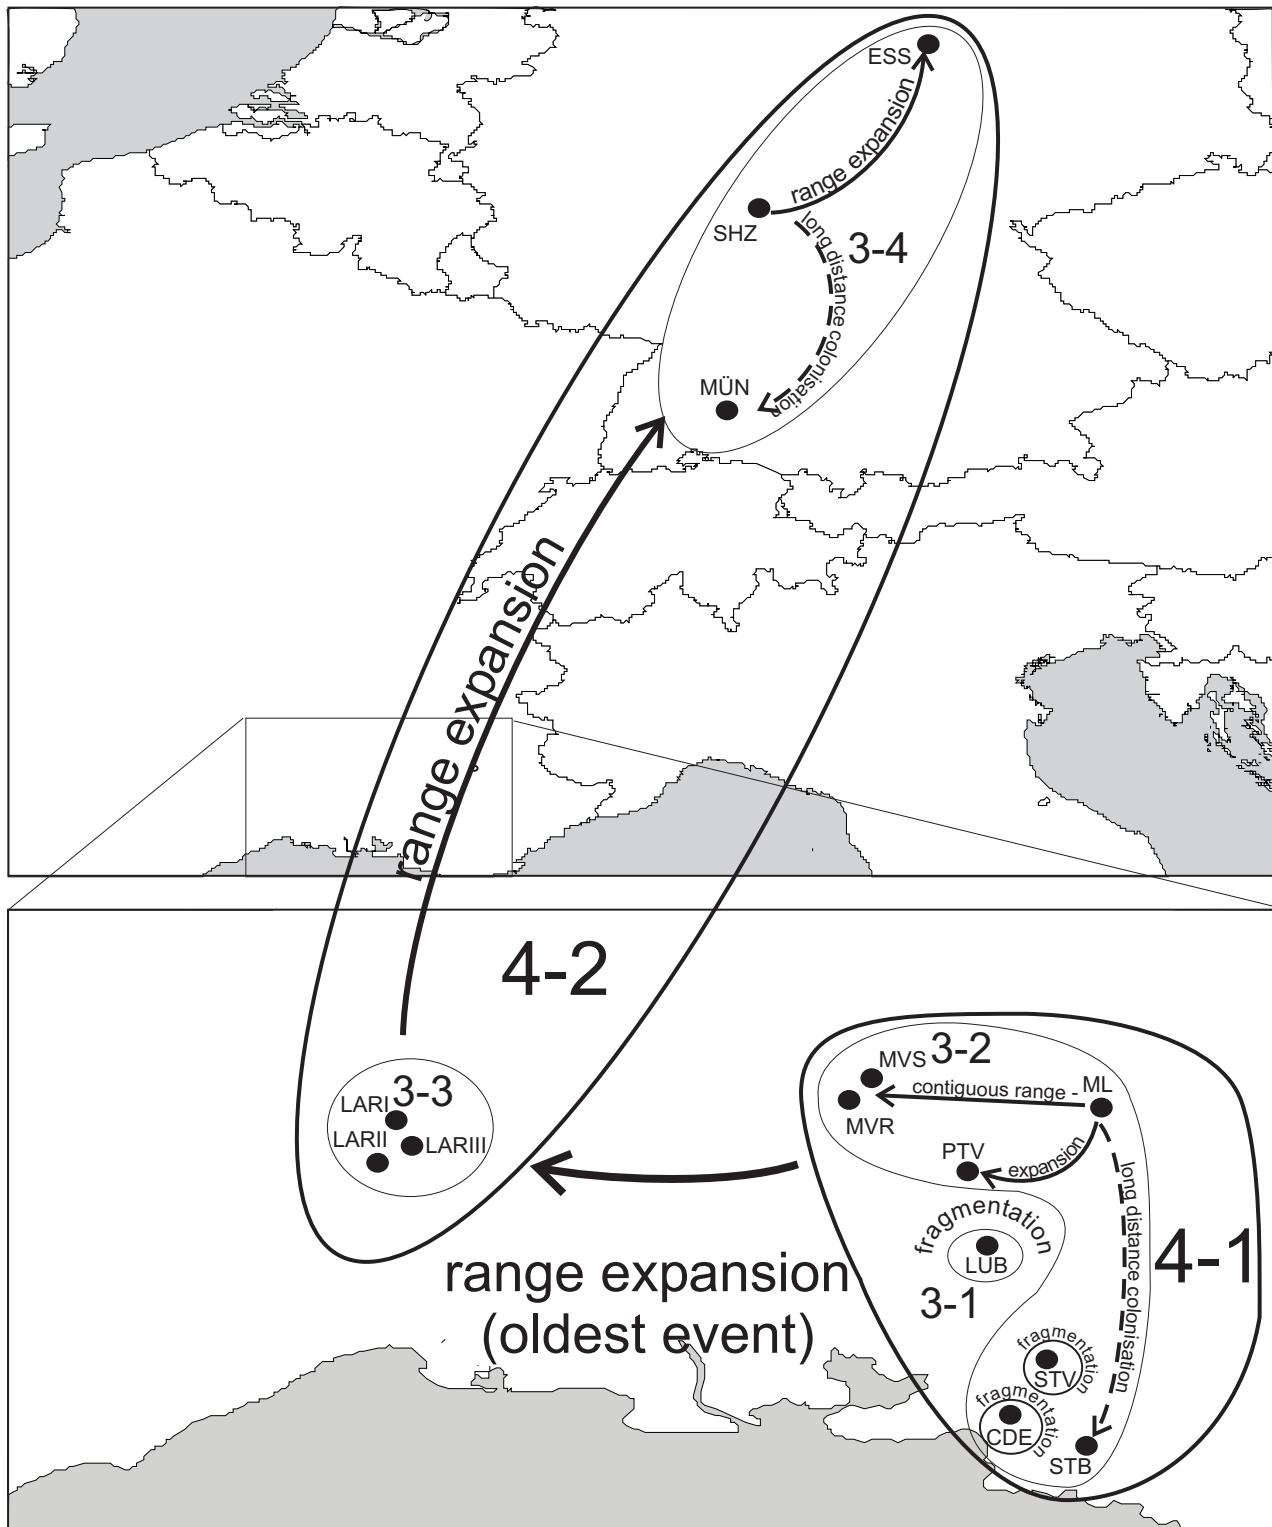 ESS
range expansion
SHZ
3-4
long distance colonisation
MÜN
range expansion
4-2
3-3
LARI
LARII
LARIII
MVS
3-2
contiguous range -
ML
MVR
PTV
expansion
long distance colonisation
fragmentation
LUB
3-1
4-1
range expansion
(oldest event)
fragmentation
STV
fragmentation
CDE
STB